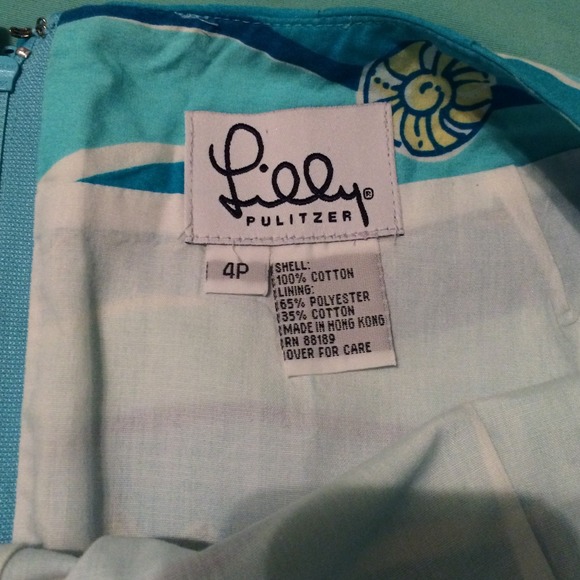 Lilly®
PULITZER
4P
SHELL:
100% COTTON
LINING:
65% POLYESTER
35% COTTON
MADE IN HONG KONG
RN 88189
OVER FOR CARE